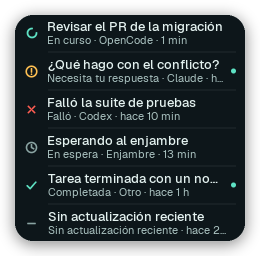 Revisar el PR de la migración
En curso · OpenCode · 1 min
¿Qué hago con el conflicto?
Necesita tu respuesta · Claude · h…
Falló la suite de pruebas
Falló · Codex · hace 10 min
Esperando al enjambre
En espera · Enjambre · 13 min
Tarea terminada con un no…
Completada · Otro · hace 1 h
Sin actualización reciente
Sin actualización reciente · hace 2…